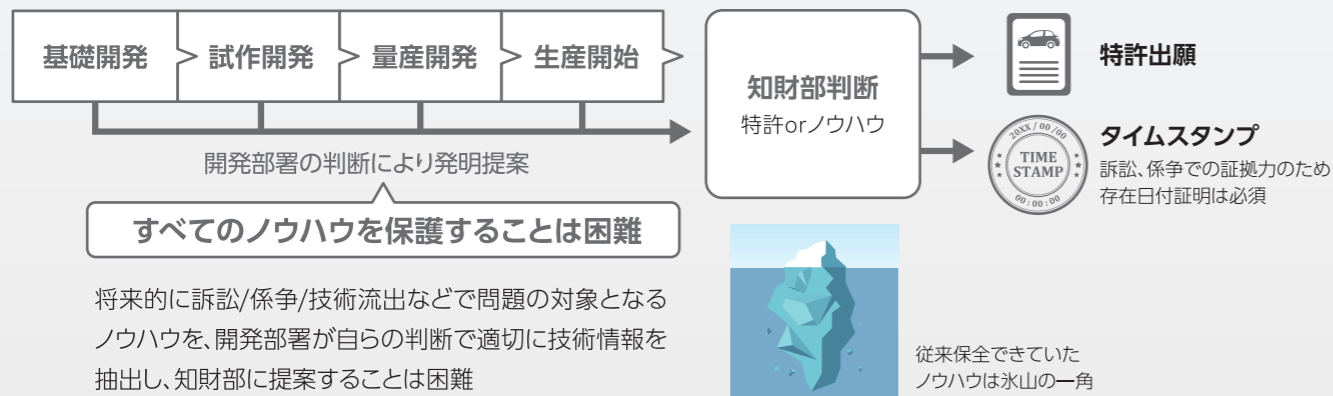 基礎開発
試作開発
量産開発
生産開始
開発部署の判断により発明提案
すべてのノウハウを保護することは困難
将来的に訴訟/係争/技術流出などで問題の対象となる
ノウハウを、開発部署が自らの判断で適切に技術情報を
抽出し、知財部に提案することは困難
知財部判断
特許orノウハウ
特許出願
20XX/00/00
TIME
STAMP
00:00:00
タイムスタンプ
訴訟、係争での証拠力のため
存在日付証明は必須
従来保全できていた
ノウハウは氷山の一角